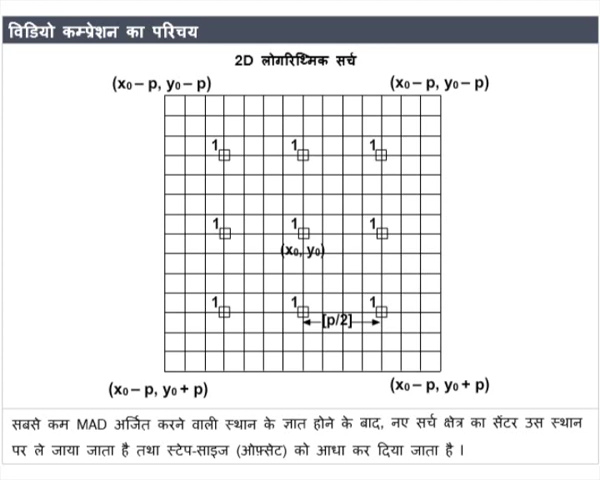 विडियो कम्प्रेशन का परिचय
2D लोगरिथ्मिक सर्च
(x₀ – p, y₀ – p) (x₀ – p, y₀ – p)
1 1 1
1 1 1
(x₀, y₀)
1 1 1
[p/2]
(x₀ – p, y₀ + p) (x₀ – p, y₀ + p)
सबसे कम MAD अर्जित करने वाली स्थान के ज्ञात होने के बाद, नए सर्च क्षेत्र का सेंटर उस स्थान
पर ले जाया जाता है तथा स्टेप-साइज (ओफ़्सेट) को आधा कर दिया जाता है ।